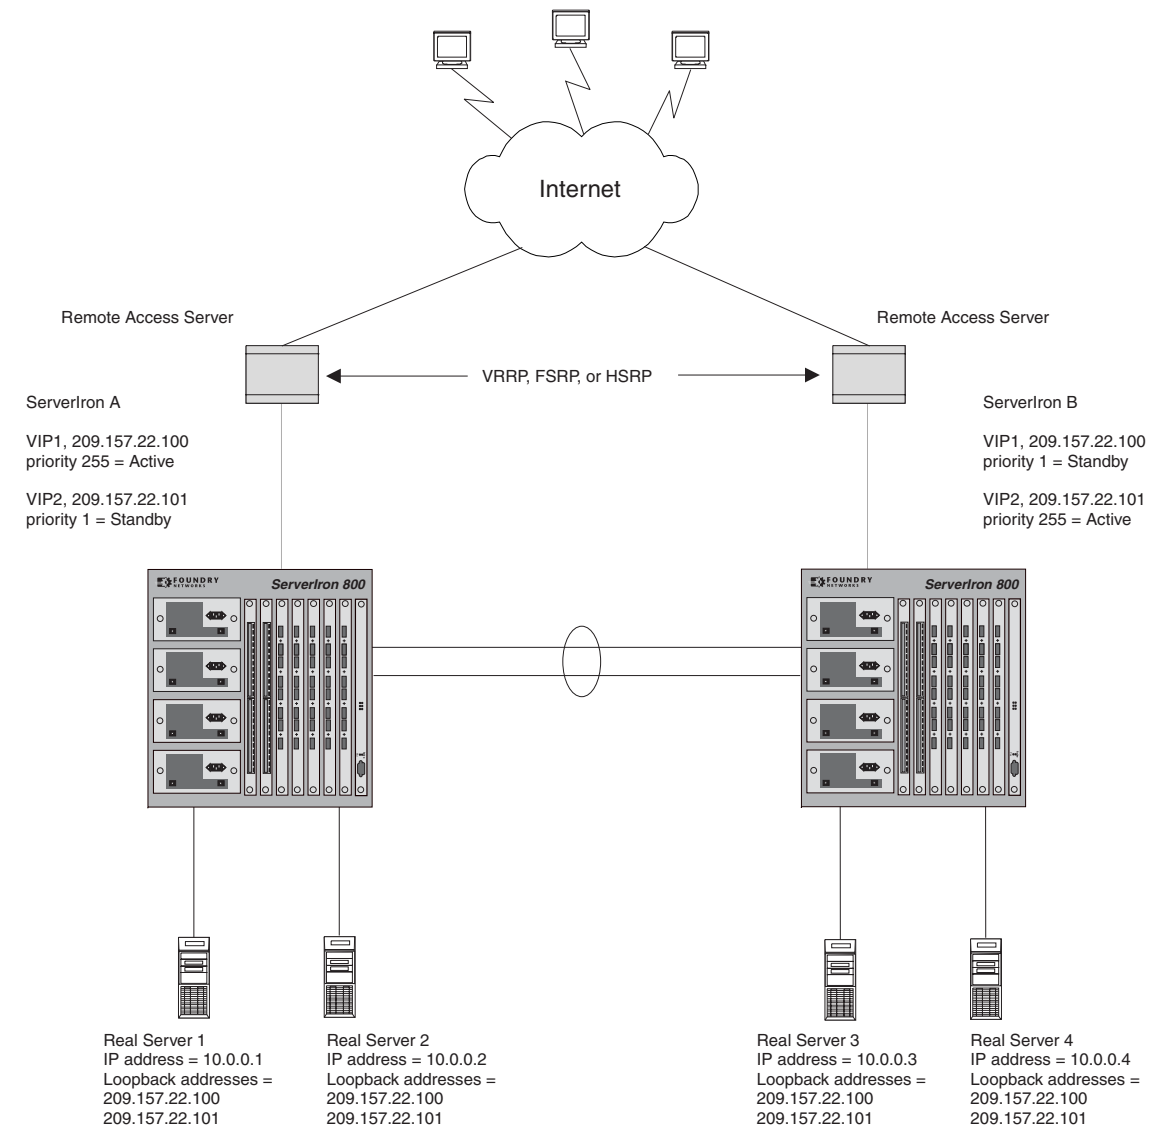 Internet
Remote Access Server
Remote Access Server
VRRP, FSRP, or HSRP
ServerIron A
VIP1, 209.157.22.100
priority 255 = Active
VIP2, 209.157.22.101
priority 1 = Standby
ServerIron B
VIP1, 209.157.22.100
priority 1 = Standby
VIP2, 209.157.22.101
priority 255 = Active
FOUNDRY
NETWORKS
ServerIron 800
FOUNDRY
NETWORKS
ServerIron 800
Real Server 1
IP address = 10.0.0.1
Loopback addresses =
209.157.22.100
209.157.22.101
Real Server 2
IP address = 10.0.0.2
Loopback addresses =
209.157.22.100
209.157.22.101
Real Server 3
IP address = 10.0.0.3
Loopback addresses =
209.157.22.100
209.157.22.101
Real Server 4
IP address = 10.0.0.4
Loopback addresses =
209.157.22.100
209.157.22.101